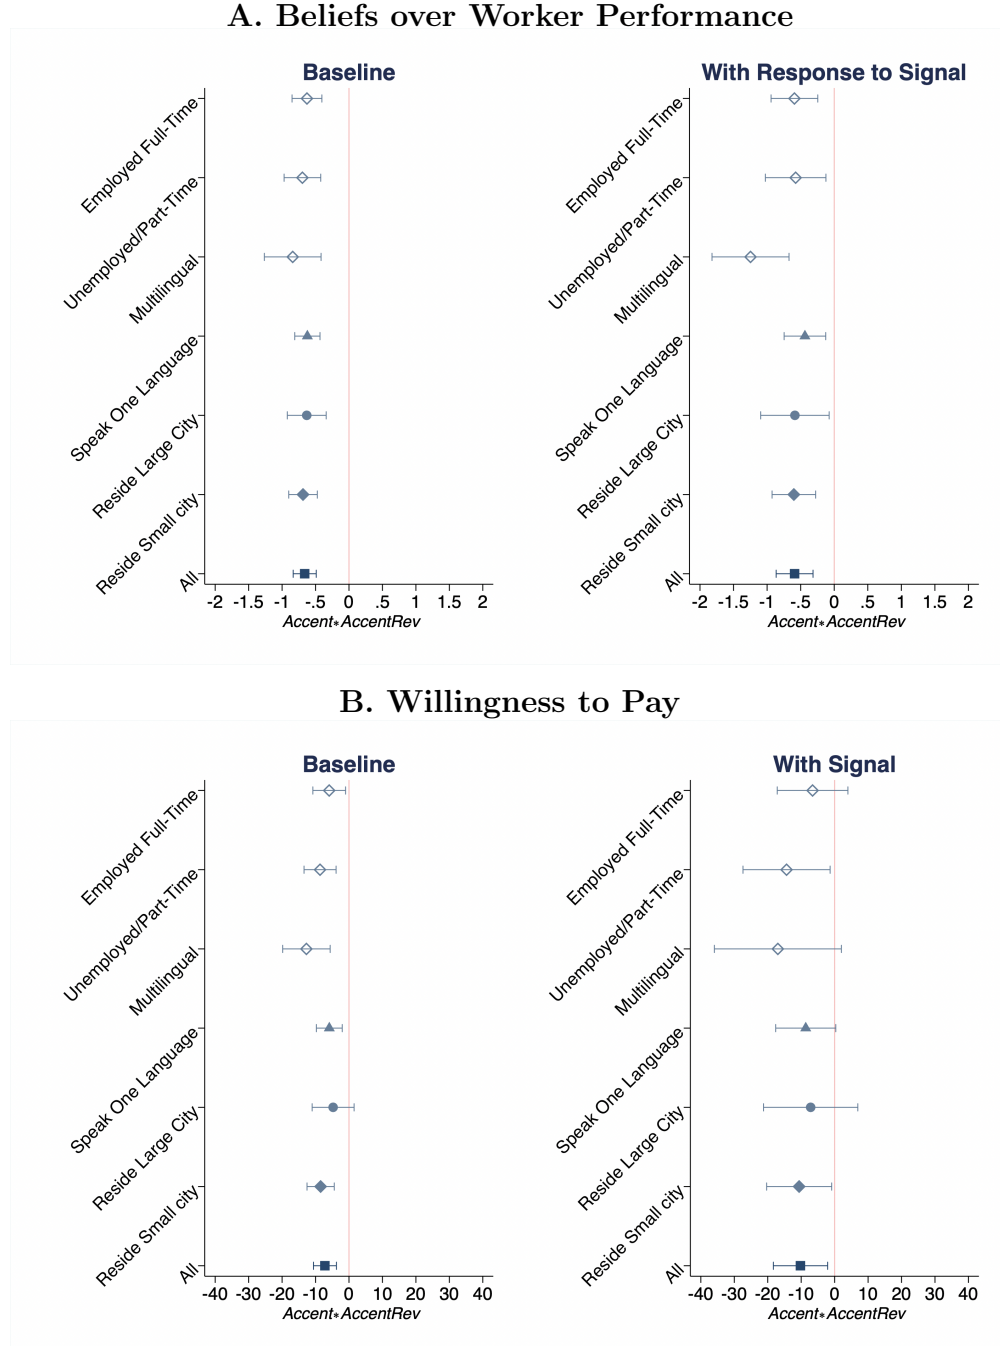 A. Beliefs over Worker Performance
Baseline
Employed Full-Time
Unemployed/Part-Time
Multilingual
Speak One Language
Reside Large City
Reside Small city
All
-2 -1.5 -1 -.5 0 .5 1 1.5 2
Accent*AccentRev
With Response to Signal
Employed Full-Time
Unemployed/Part-Time
Multilingual
Speak One Language
Reside Large City
Reside Small city
All
-2 -1.5 -1 -.5 0 .5 1 1.5 2
Accent*AccentRev
B. Willingness to Pay
Baseline
Employed Full-Time
Unemployed/Part-Time
Multilingual
Speak One Language
Reside Large City
Reside Small city
All
-40 -30 -20 -10 0 10 20 30 40
Accent*AccentRev
With Signal
Employed Full-Time
Unemployed/Part-Time
Multilingual
Speak One Language
Reside Large City
Reside Small city
All
-40 -30 -20 -10 0 10 20 30 40
Accent*AccentRev